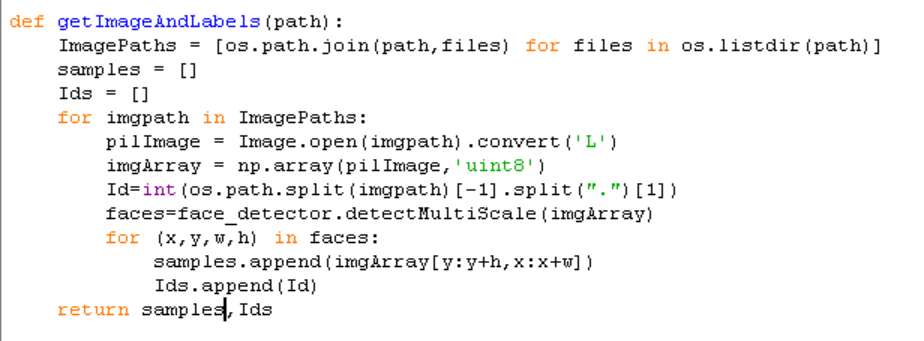 def getImageAndLabels(path):
    ImagePaths = [os.path.join(path,files) for files in os.listdir(path)]
    samples = []
    Ids = []
    for imgpath in ImagePaths:
        pilImage = Image.open(imgpath).convert('L')
        imgArray = np.array(pilImage,'uint8')
        Id=int(os.path.split(imgpath)[-1].split(".")[1])
        faces=face_detector.detectMultiScale(imgArray)
        for (x,y,w,h) in faces:
            samples.append(imgArray[y:y+h,x:x+w])
            Ids.append(Id)
    return samples,Ids